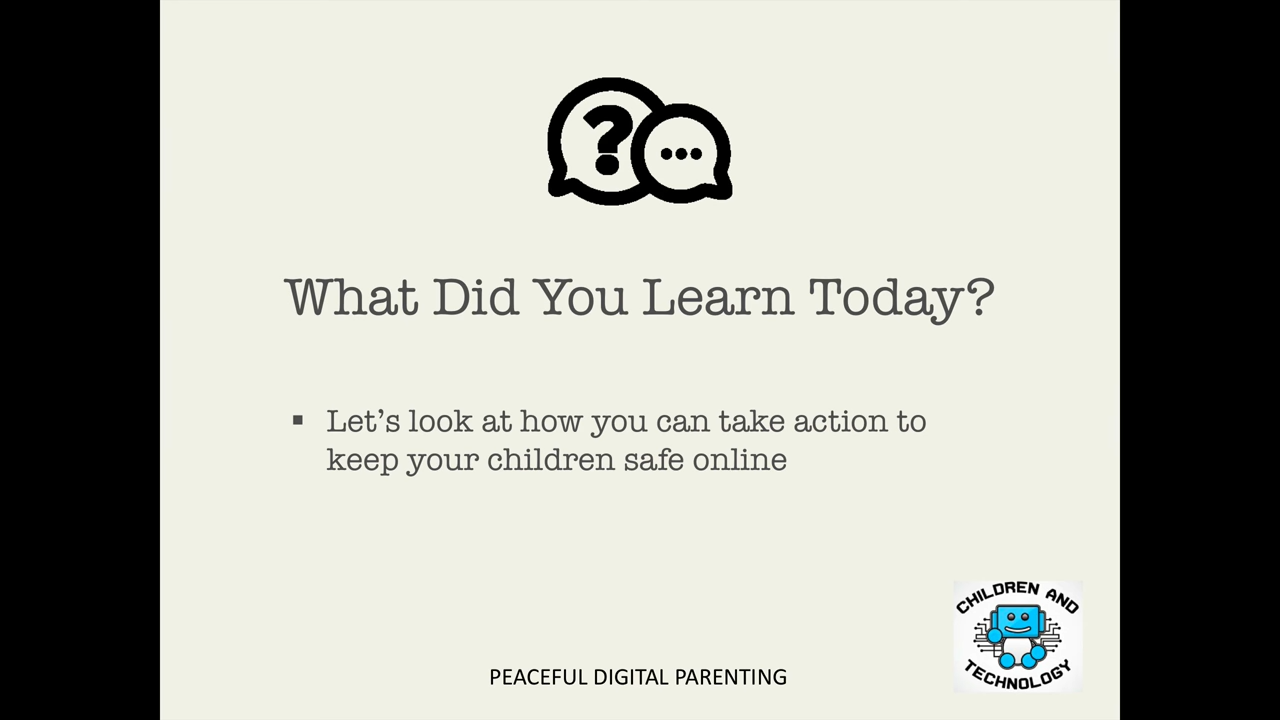 ?
What Did You Learn Today?
▪ Let’s look at how you can take action to
keep your children safe online
CHILDREN AND
TECHNOLOGY
PEACEFUL DIGITAL PARENTING